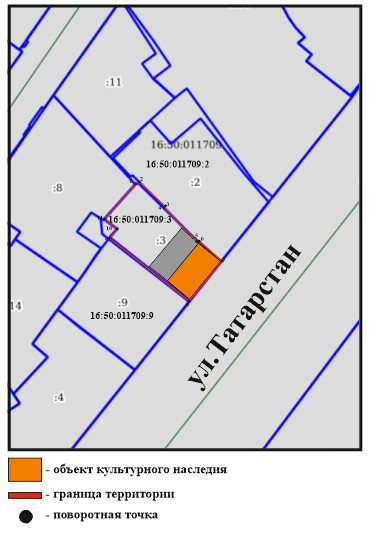 :11
16:50:011709
16:50:011709:2
:2
:8
16:50:011709:3
:3
14
:9
16:50:011709:9
:4
ул.Татарстан
- объект культурного наследия
- граница территории
- поворотная точка